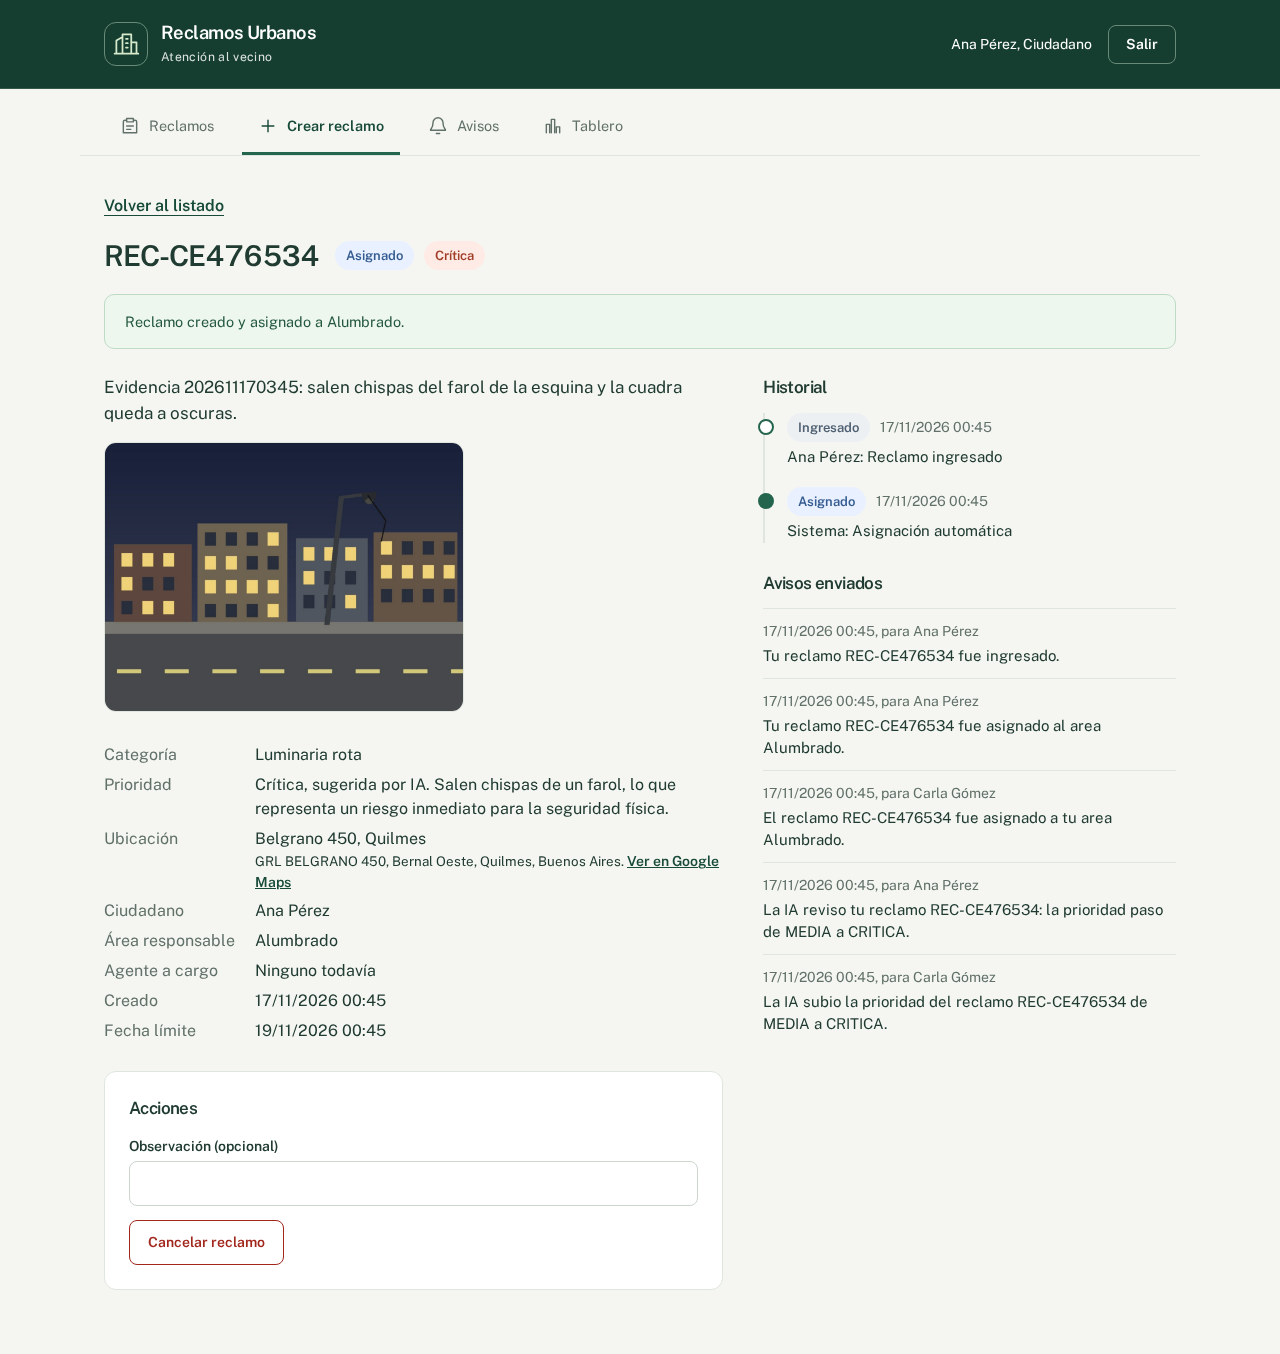 Reclamos Urbanos
Atención al vecino
Ana Pérez, Ciudadano
Salir
Reclamos
Crear reclamo
Avisos
Tablero
Volver al listado
REC-CE476534
Asignado
Crítica
Reclamo creado y asignado a Alumbrado.
Evidencia 202611170345: salen chispas del farol de la esquina y la cuadra
queda a oscuras.
Categoría
Luminaria rota
Prioridad
Crítica, sugerida por IA. Salen chispas de un farol, lo que
representa un riesgo inmediato para la seguridad física.
Ubicación
Belgrano 450, Quilmes
GRL BELGRANO 450, Bernal Oeste, Quilmes, Buenos Aires. Ver en Google
Maps
Ciudadano
Ana Pérez
Área responsable
Alumbrado
Agente a cargo
Ninguno todavía
Creado
17/11/2026 00:45
Fecha límite
19/11/2026 00:45
Acciones
Observación (opcional)
Cancelar reclamo
Historial
Ingresado
17/11/2026 00:45
Ana Pérez: Reclamo ingresado
Asignado
17/11/2026 00:45
Sistema: Asignación automática
Avisos enviados
17/11/2026 00:45, para Ana Pérez
Tu reclamo REC-CE476534 fue ingresado.
17/11/2026 00:45, para Ana Pérez
Tu reclamo REC-CE476534 fue asignado al area
Alumbrado.
17/11/2026 00:45, para Carla Gómez
El reclamo REC-CE476534 fue asignado a tu area
Alumbrado.
17/11/2026 00:45, para Ana Pérez
La IA reviso tu reclamo REC-CE476534: la prioridad paso
de MEDIA a CRITICA.
17/11/2026 00:45, para Carla Gómez
La IA subio la prioridad del reclamo REC-CE476534 de
MEDIA a CRITICA.